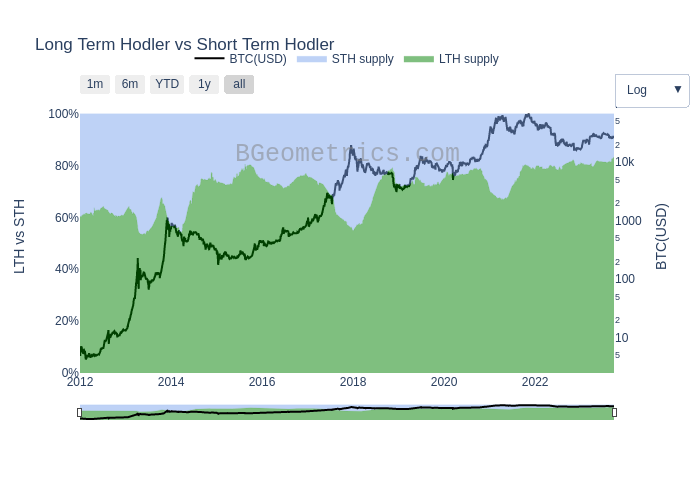 Long Term Hodler vs Short Term Hodler
BTC(USD) STH supply LTH supply
1m 6m YTD 1y all
Log ▼
BGeometrics.com
LTH vs STH
100%
80%
60%
40%
20%
0%
5
2
10k
5
2
1000
5
2
100
5
2
10
5
BTC(USD)
2012 2014 2016 2018 2020 2022